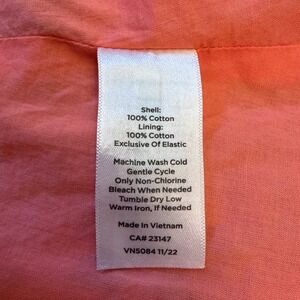 Shell:
100% Cotton
Lining:
100% Cotton
Exclusive Of Elastic
Machine Wash Cold
Gentle Cycle
Only Non-Chlorine
Bleach When Needed
Tumble Dry Low
Warm Iron, If Needed
Made In Vietnam
CA# 23147
VN5084 11/22